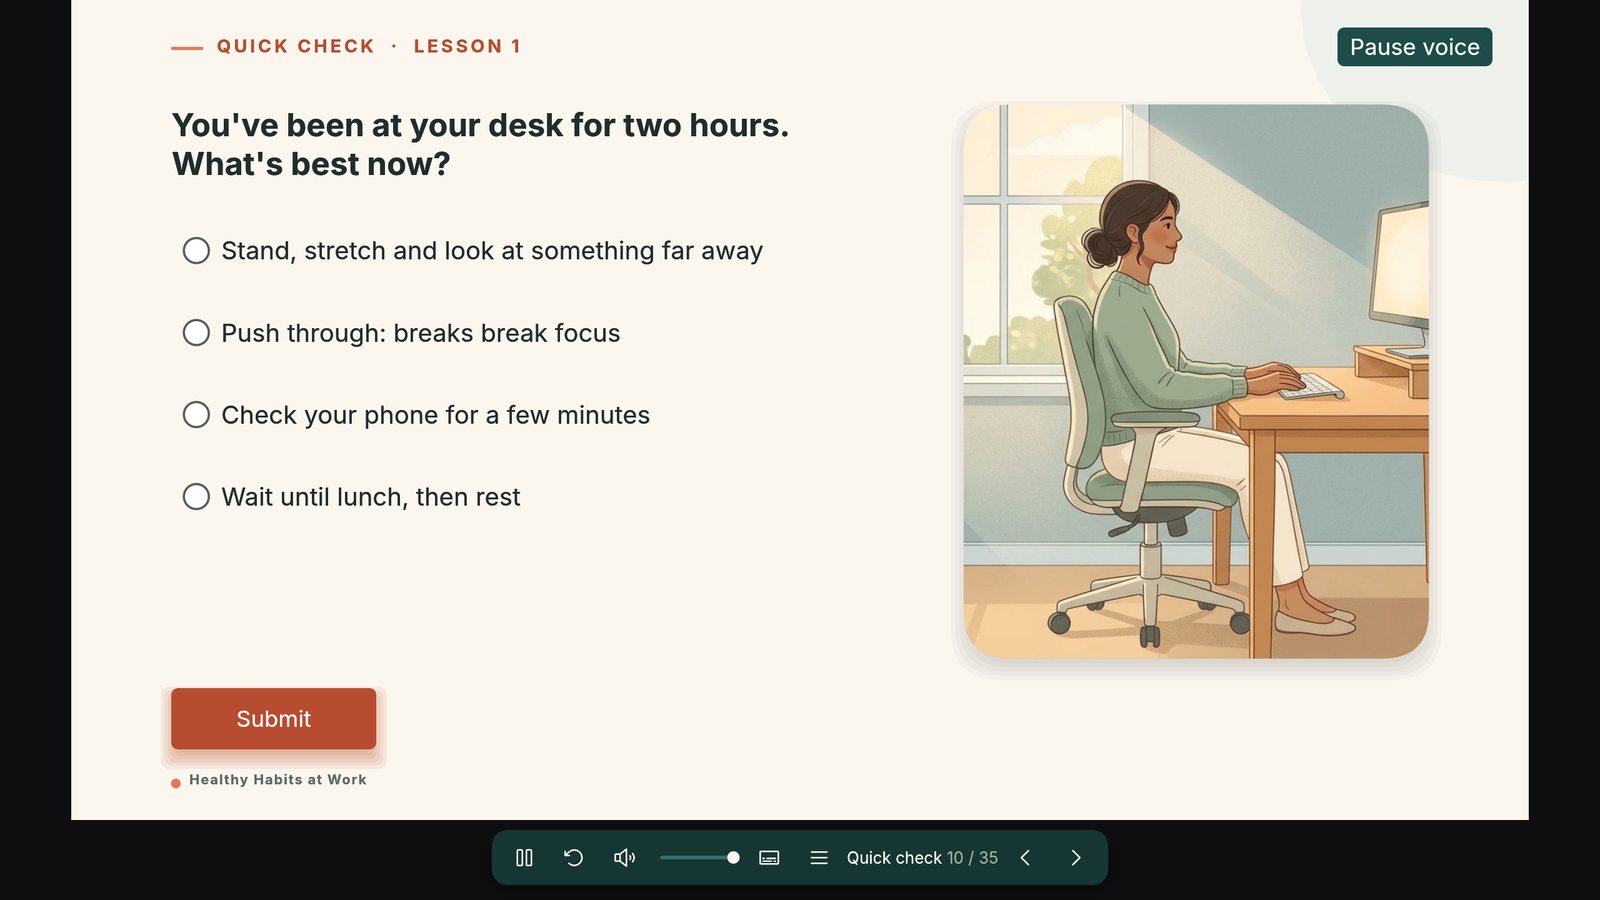 QUICK CHECK · LESSON 1
Pause voice
You've been at your desk for two hours.
What's best now?
Stand, stretch and look at something far away
Push through: breaks break focus
Check your phone for a few minutes
Wait until lunch, then rest
Submit
Healthy Habits at Work
Quick check 10 / 35